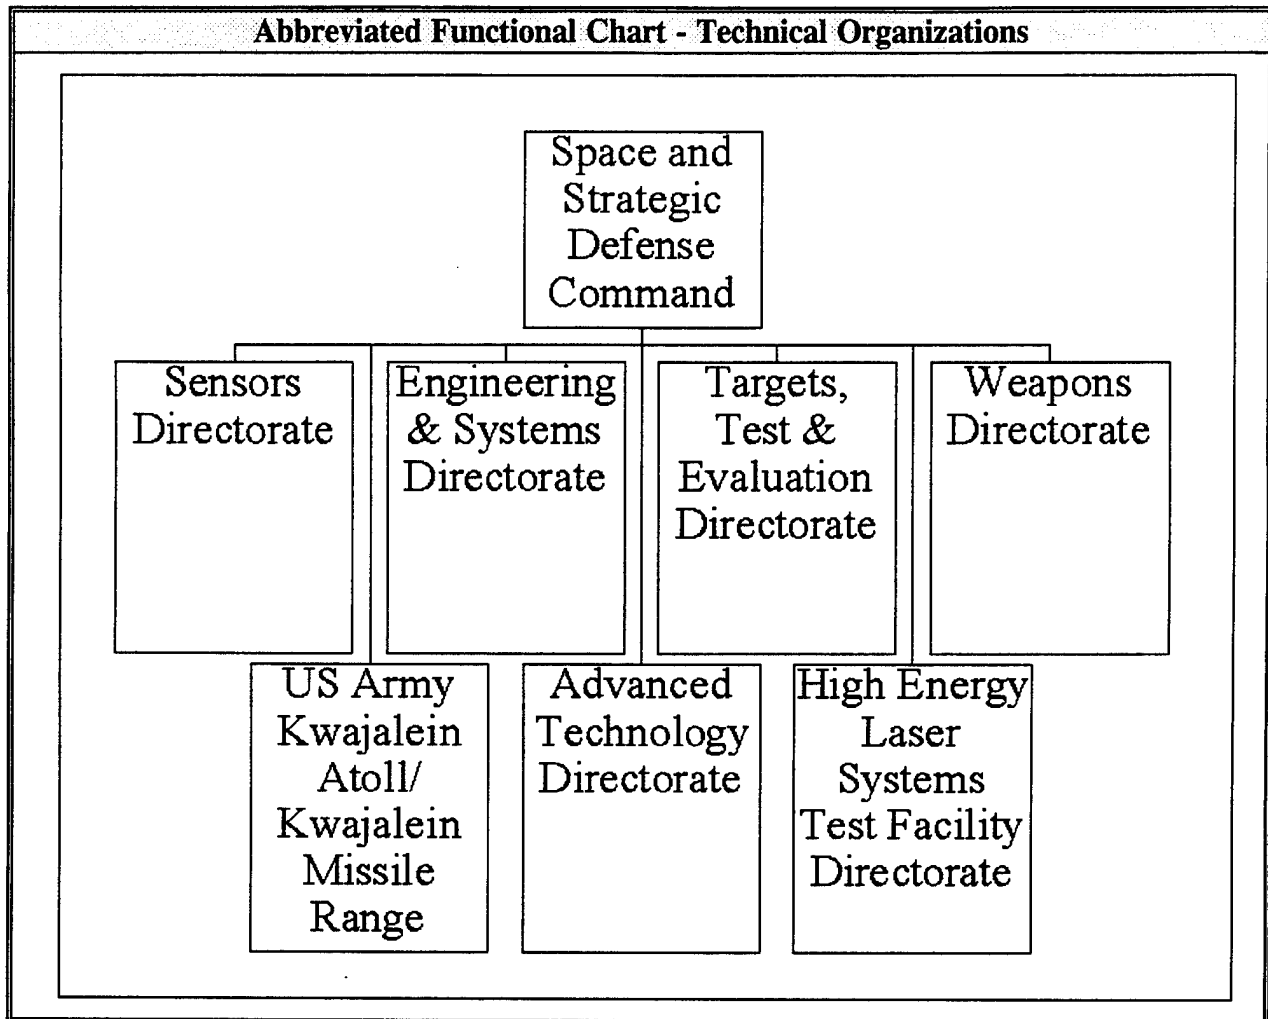 Abbreviated Functional Chart - Technical Organizations
Space and
Strategic
Defense
Command
Sensors
Directorate
Engineering
& Systems
Directorate
Targets,
Test &
Evaluation
Directorate
Weapons
Directorate
US Army
Kwajalein
Atoll/
Kwajalein
Missile
Range
Advanced
Technology
Directorate
High Energy
Laser
Systems
Test Facility
Directorate